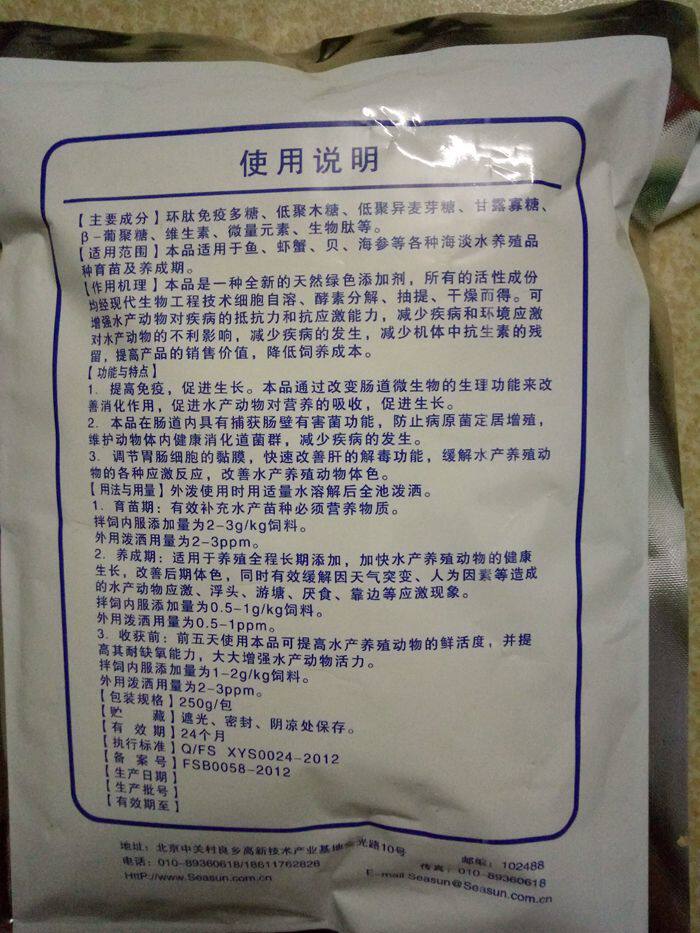 使用说明
【主要成分】环肽免疫多糖、低聚木糖、低聚异麦芽糖、甘露寡糖、
β-葡聚糖、维生素、微量元素、生物肽等。
【适用范围】本品适用于鱼、虾蟹、贝、海参等各种海淡水养殖品
种育苗及养成期。
【作用机理】本品是一种全新的天然绿色添加剂，所有的活性成份
均经现代生物工程技术细胞自溶、酵素分解、抽提、干燥而得。可
增强水产动物对疾病的抵抗力和抗应激能力，减少疾病和环境应激
对水产动物的不利影响，减少疾病的发生，减少机体中抗生素的残
留，提高产品的销售价值，降低饲养成本。
【功能与特点】
1. 提高免疫，促进生长。本品通过改变肠道微生物的生理功能来改
善消化作用，促进水产动物对营养的吸收，促进生长。
2. 本品在肠道内具有捕获肠壁有害菌功能，防止病原菌定居增殖，
维护动物体内健康消化道菌群，减少疾病的发生。
3. 调节胃肠细胞的黏膜，快速改善肝的解毒功能，缓解水产养殖动
物的各种应激反应，改善水产养殖动物体色。
【用法与用量】外泼使用时用适量水溶解后全池泼洒。
1. 育苗期：有效补充水产苗种必须营养物质。
拌饲内服添加量为2-3g/kg饲料。
外用泼洒用量为2-3ppm。
2. 养成期：适用于养殖全程长期添加，加快水产养殖动物的健康
生长，改善后期体色，同时有效缓解因天气突变、人为因素等造成
的水产动物应激、浮头、游塘、厌食、靠边等应激现象。
拌饲内服添加量为0.5-1g/kg饲料。
外用泼洒用量为0.5-1ppm。
3. 收获前：前五天使用本品可提高水产养殖动物的鲜活度，并提
高其耐缺氧能力，大大增强水产动物活力。
拌饲内服添加量为1-2g/kg饲料。
外用泼洒用量为2-3ppm。
【包装规格】250g/包
【贮 藏】遮光、密封、阴凉处保存。
【有 效 期】24个月
【执行标准】Q/FS XYS0024-2012
【备 案 号】FSB0058-2012
【生产日期】
【生产批号】
【有效期至】
地址：北京中关村良乡高新技术产业基地金光路10号 邮编：102488
电话：010-89360618/18611762828 传真：010-89360618
HttP://www.Seasun.com.cn E-mail Seasun@Seasun.com.cn